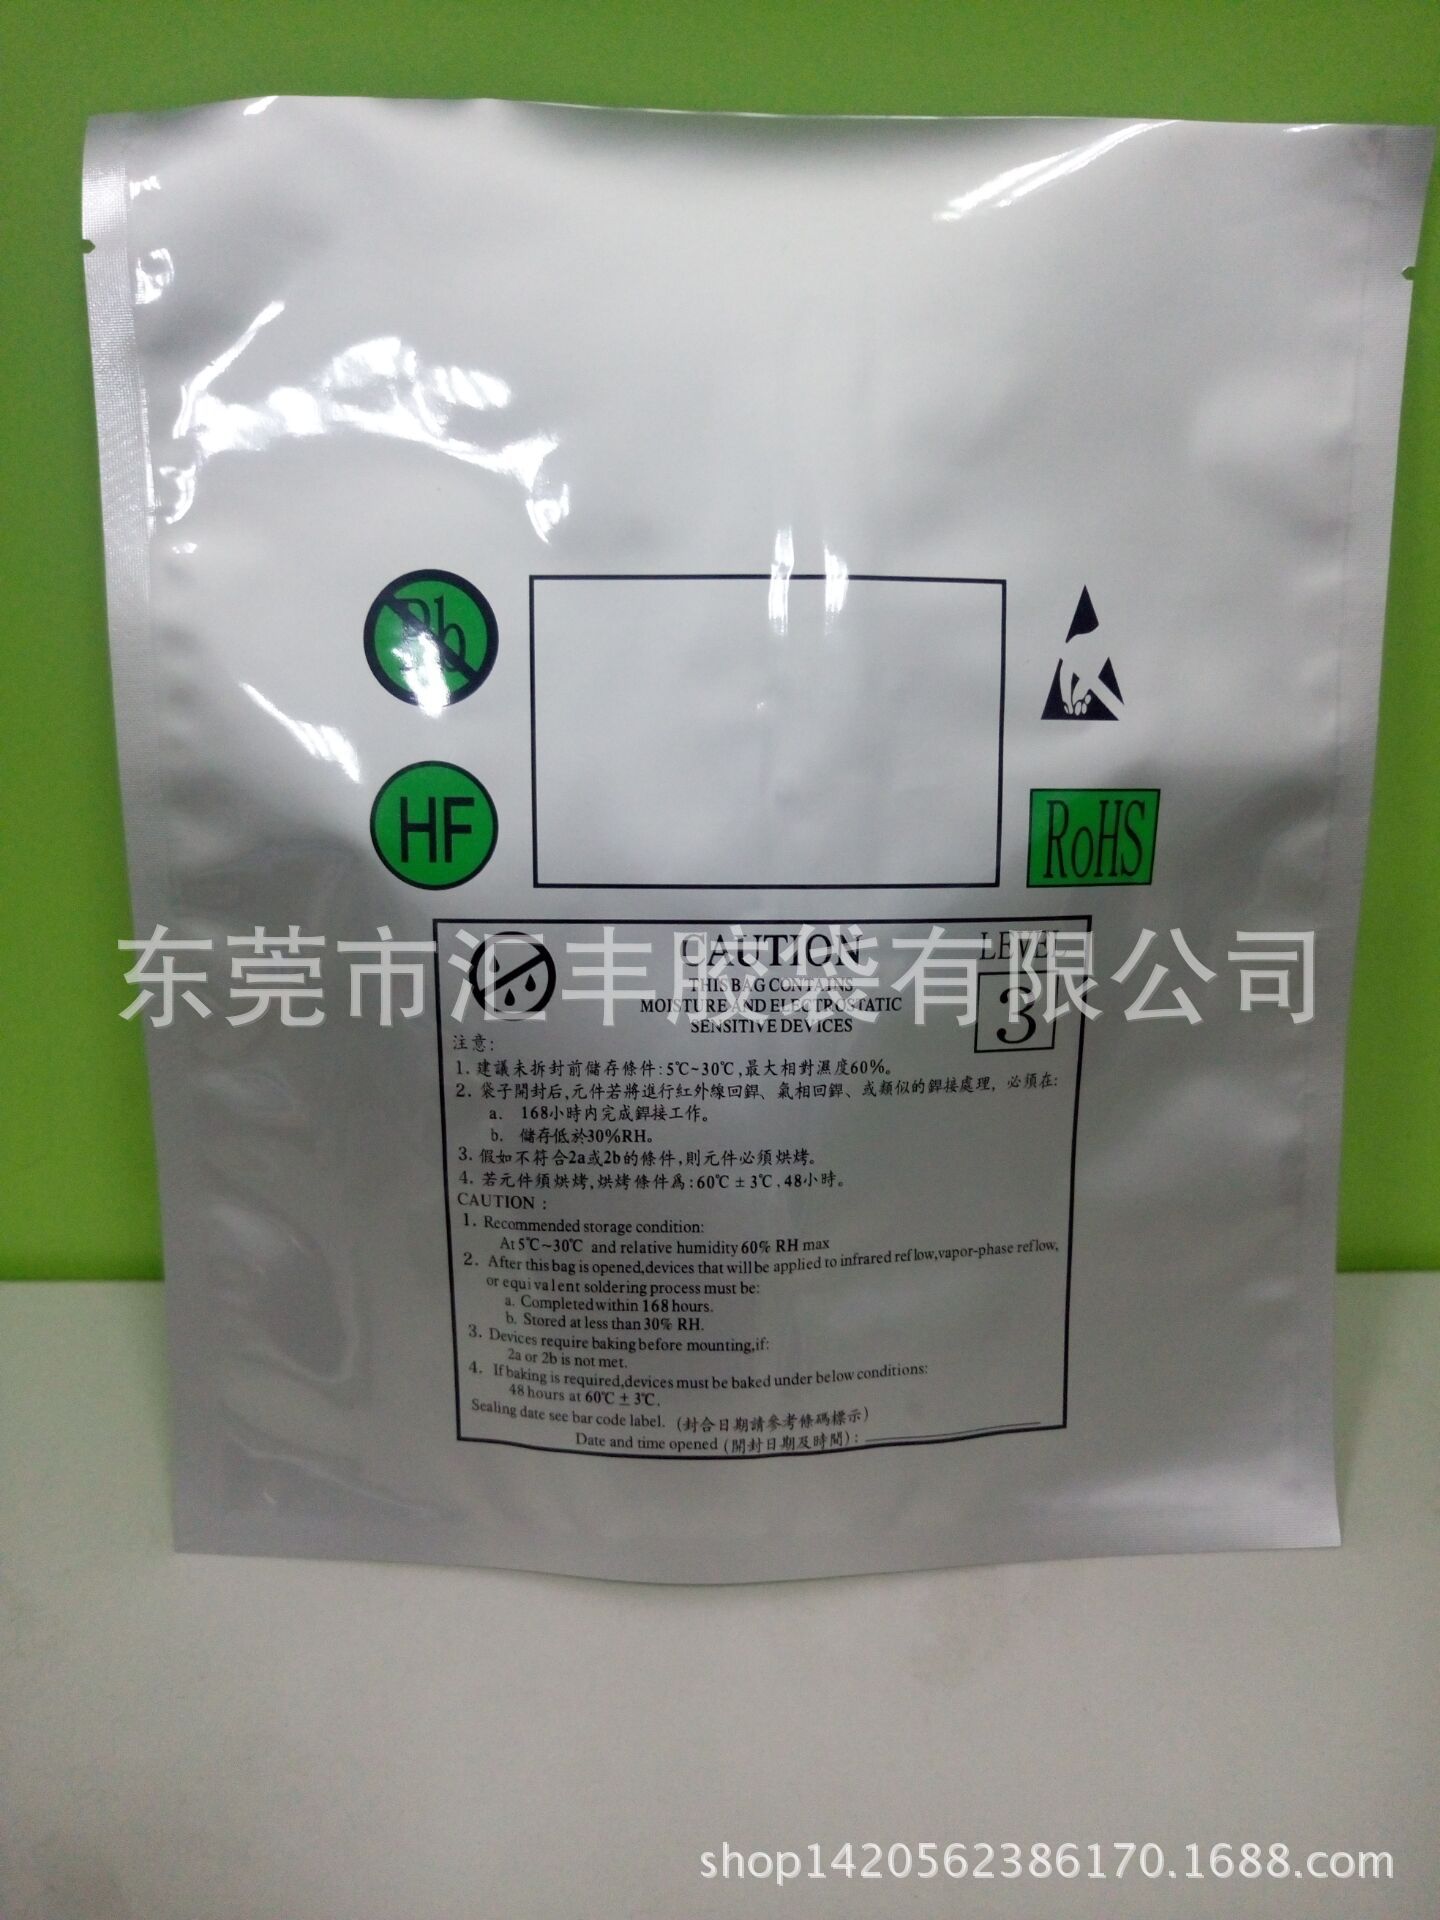 Pb
HF
RoHS
东莞市汇丰胶袋有限公司
CAUTION
LEVEL
3
THIS BAG CONTAINS
MOISTURE AND ELECTROSTATIC
SENSITIVE DEVICES
注意:
1. 建議未拆封前儲存條件:5℃~30℃,最大相對濕度60%。
2. 袋子開封后,元件若將進行紅外線回銲、氣相回銲、或類似的銲接處理, 必須在:
a. 168小時内完成銲接工作。
b. 儲存低於30%RH。
3. 假如不符合2a或2b的條件,則元件必須烘烤。
4. 若元件須烘烤,烘烤條件為:60℃±3℃,48小時。
CAUTION :
1. Recommended storage condition:
At 5℃~30℃ and relative humidity 60% RH max
2. After this bag is opened,devices that will be applied to infrared reflow,vapor-phase reflow,
or equivalent soldering process must be:
a. Completed within 168 hours.
b. Stored at less than 30% RH.
3. Devices require baking before mounting,if:
2a or 2b is not met.
4. If baking is required,devices must be baked under below conditions:
48 hours at 60℃ ± 3℃.
Sealing date see bar code label. (封合日期請參考條碼標示)
Date and time opened (開封日期及時間):
shop1420562386170.1688.com